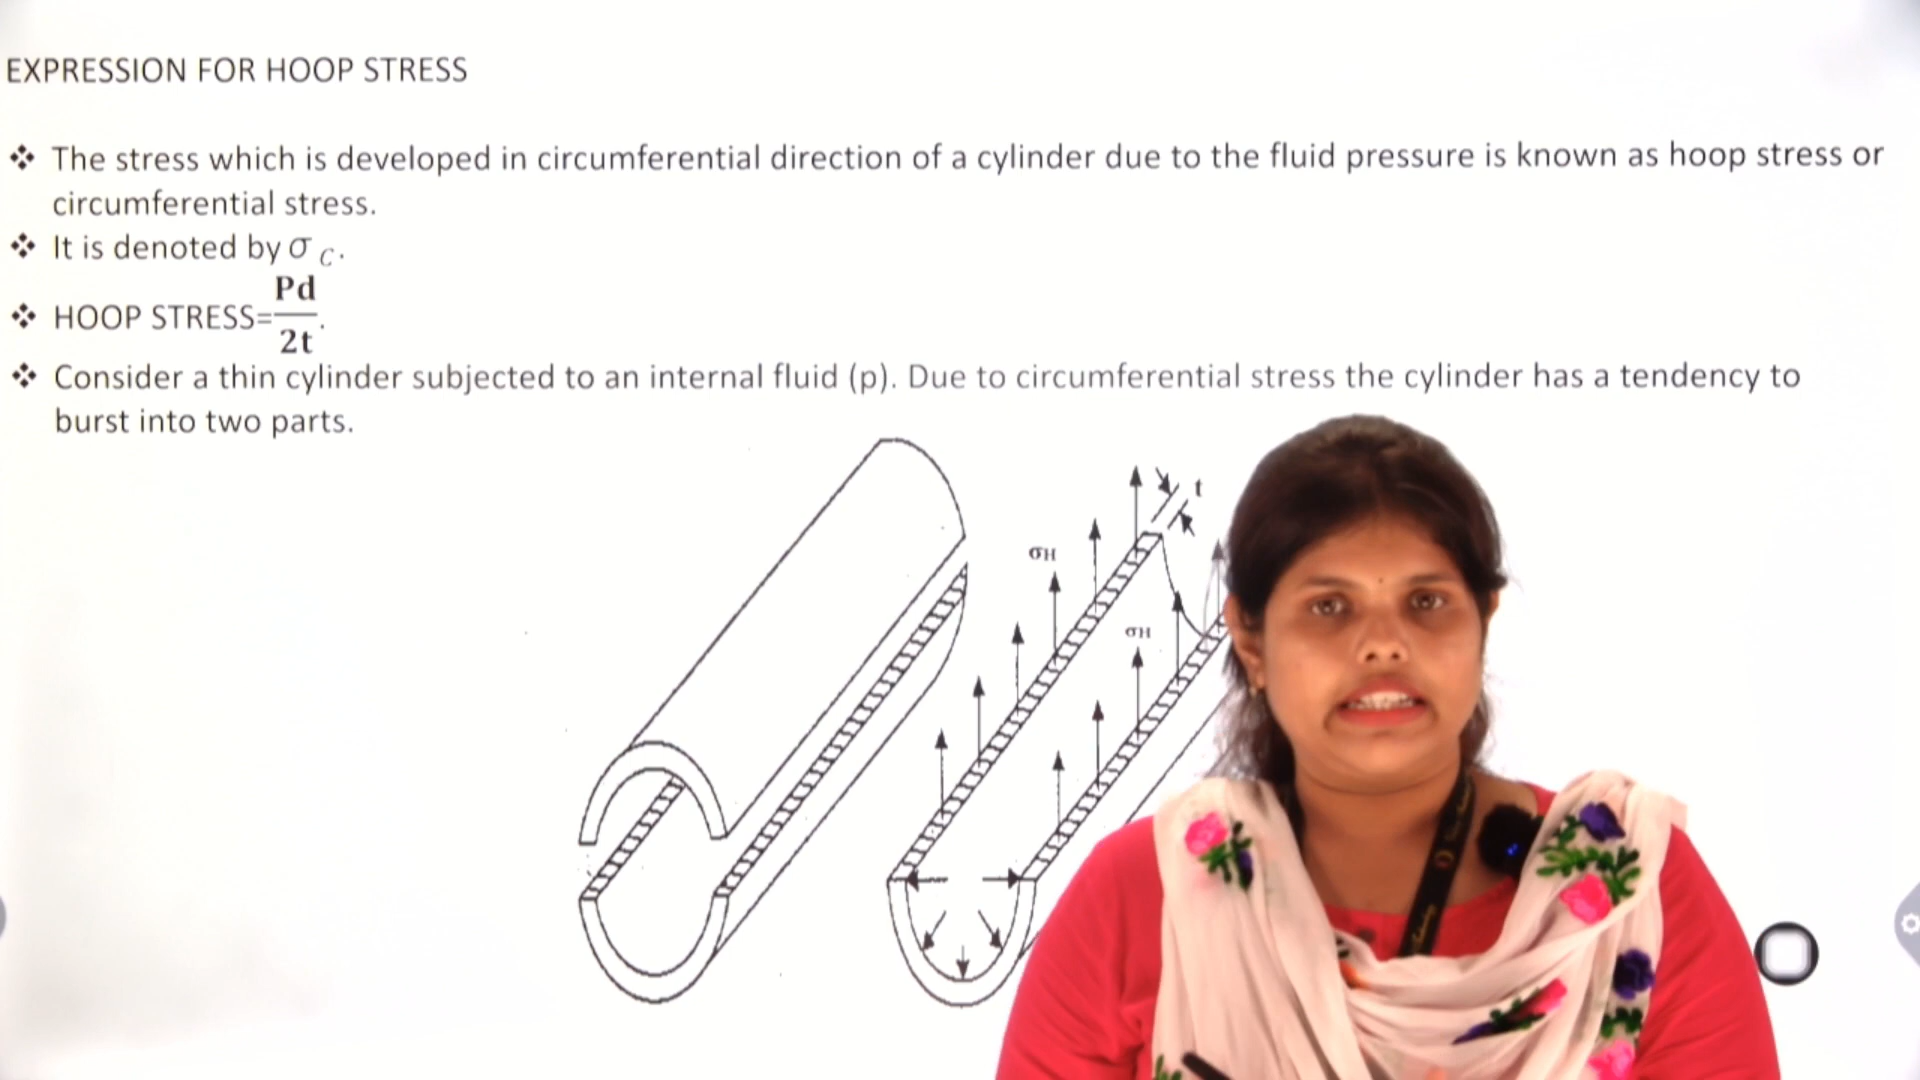 EXPRESSION FOR HOOP STRESS
❖ The stress which is developed in circumferential direction of a cylinder due to the fluid pressure is known as hoop stress or
circumferential stress.
❖ It is denoted by σ C.
❖ HOOP STRESS=Pd/2t.
❖ Consider a thin cylinder subjected to an internal fluid (p). Due to circumferential stress the cylinder has a tendency to
burst into two parts.
t
σH
σH